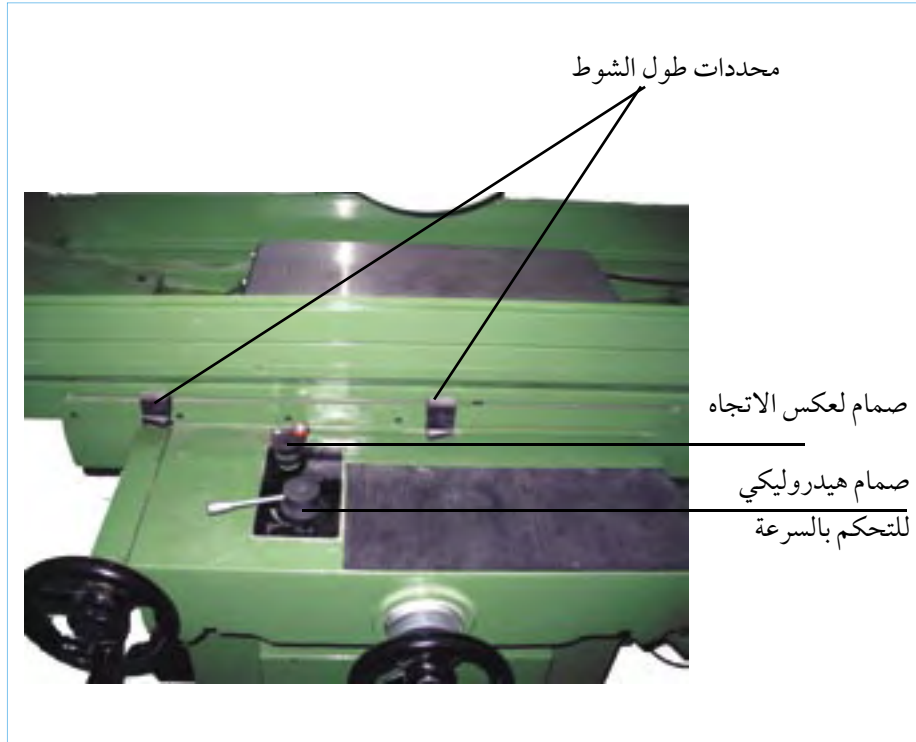 محددات طول الشوط
صمام لعكس الاتجاه
صمام هيدروليكي
للتحكم بالسرعة